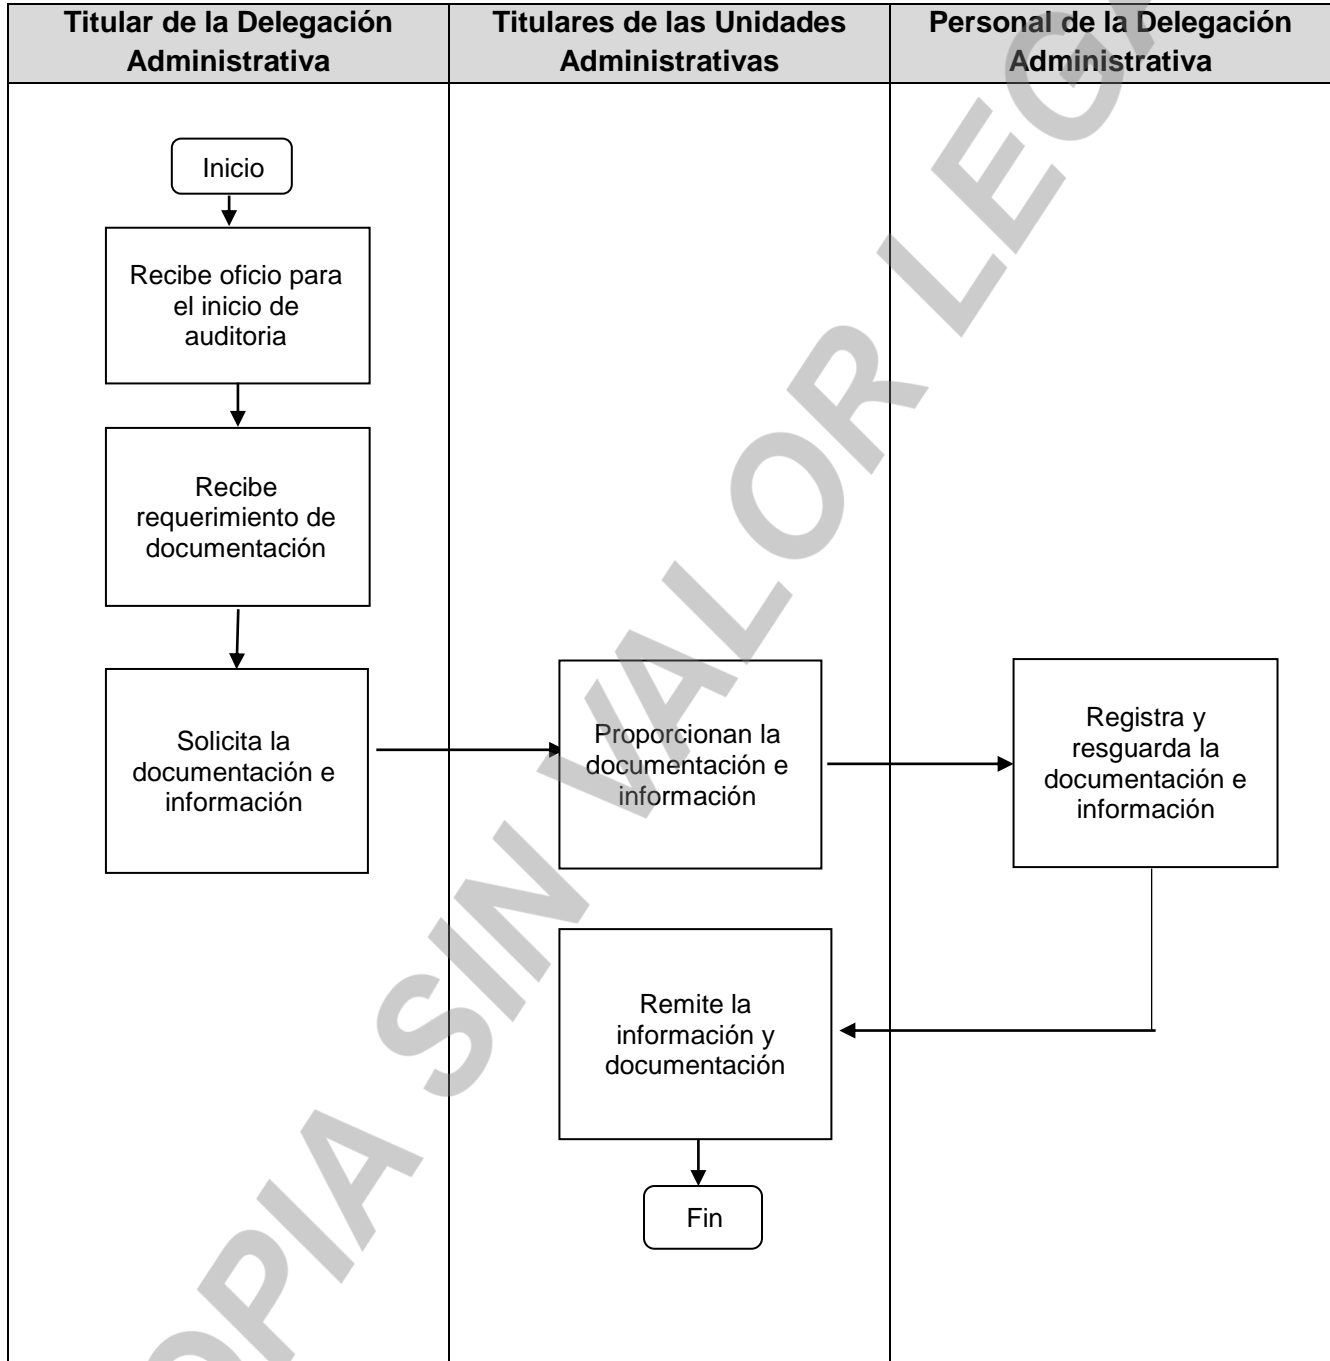 Titular de la Delegación
Administrativa
Titulares de las Unidades
Administrativas
Personal de la Delegación
Administrativa
Inicio
Recibe oficio para
el inicio de
auditoria
Recibe
requerimiento de
documentación
Solicita la
documentación e
información
Proporcionan la
documentación e
información
Registra y
resguarda la
documentación e
información
Remite la
información y
documentación
Fin
OPIA SIN VALOR LEGA